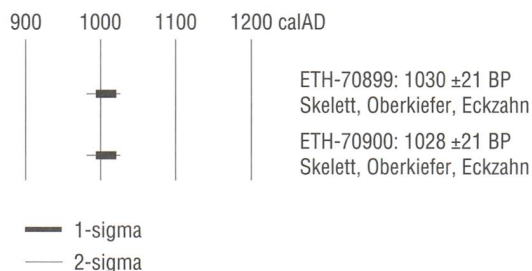 900 1000 1100 1200 calAD
ETH-70899: 1030 ±21 BP
Skelett, Oberkiefer, Eckzahn
ETH-70900: 1028 ±21 BP
Skelett, Oberkiefer, Eckzahn
1-sigma
2-sigma